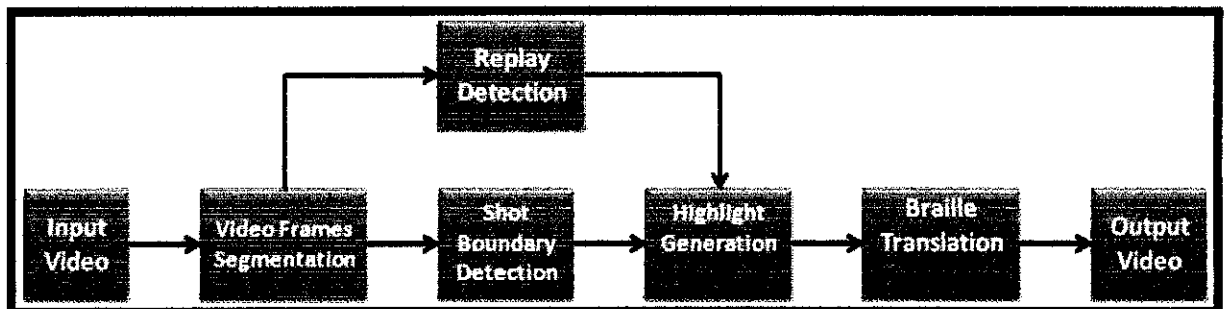 Replay
Detection
Input
Video
Video Frames
Segmentation
Shot
Boundary
Detection
Highlight
Generation
Braille
Translation
Output
Video